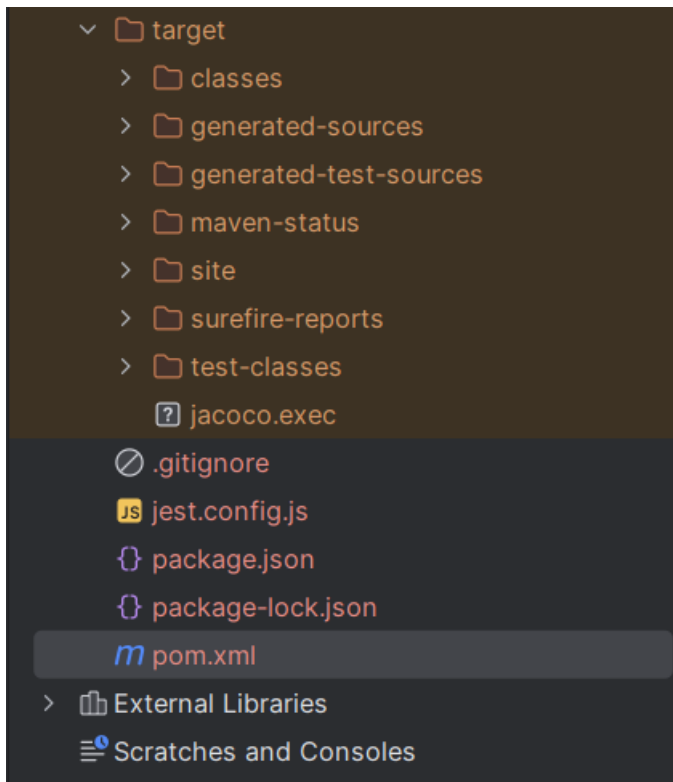 target
classes
generated-sources
generated-test-sources
maven-status
site
surefire-reports
test-classes
? jacoco.exec
.gitignore
JS jest.config.js
{} package.json
{} package-lock.json
m pom.xml
External Libraries
Scratches and Consoles